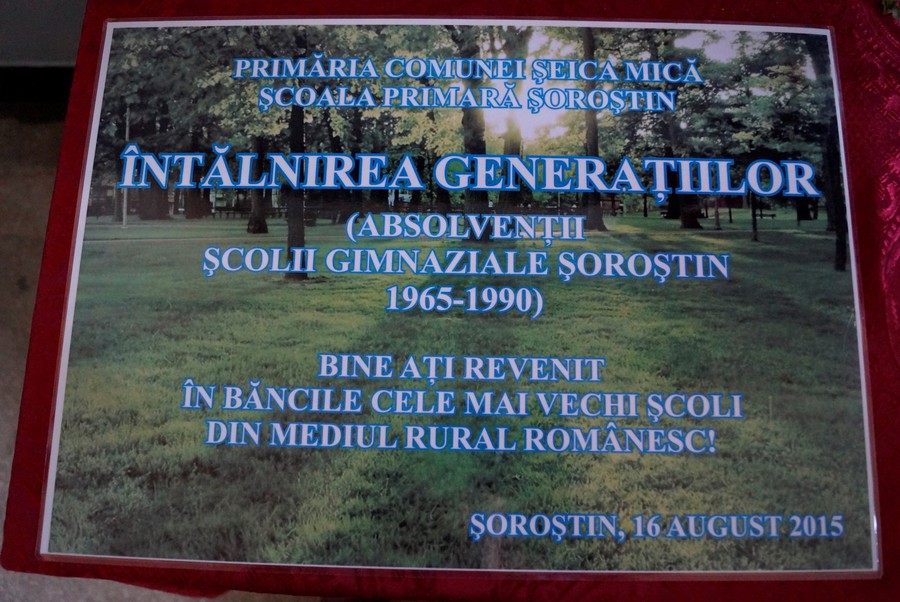 PRIMĂRIA COMUNEI ŞEICA MICĂ
ŞCOALA PRIMARĂ ŞOROŞTIN
ÎNTĂLNIREA GENERAŢIILOR
(ABSOLVENŢII
ŞCOLII GIMNAZIALE ŞOROŞTIN
1965-1990)
BINE AŢI REVENIT
ÎN BĂNCILE CELE MAI VECHI ŞCOLI
DIN MEDIUL RURAL ROMÂNESC!
ŞOROŞTIN, 16 AUGUST 2015